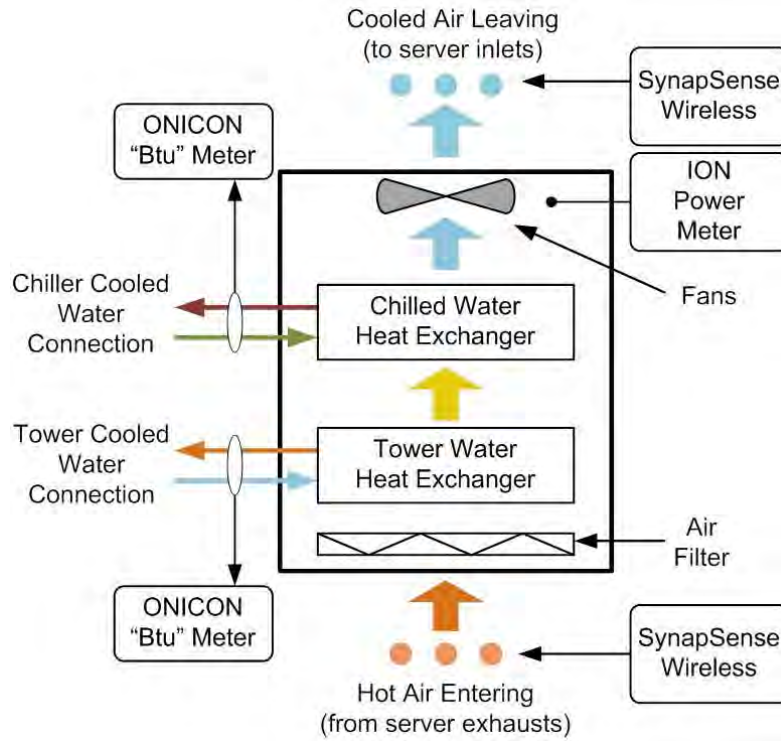 Cooled Air Leaving
(to server inlets)
SynapSense
Wireless
ONICON
“Btu” Meter
ION
Power
Meter
Fans
Chiller Cooled
Water
Connection
Chilled Water
Heat Exchanger
Tower Cooled
Water
Connection
Tower Water
Heat Exchanger
Air
Filter
ONICON
“Btu” Meter
SynapSense
Wireless
Hot Air Entering
(from server exhausts)